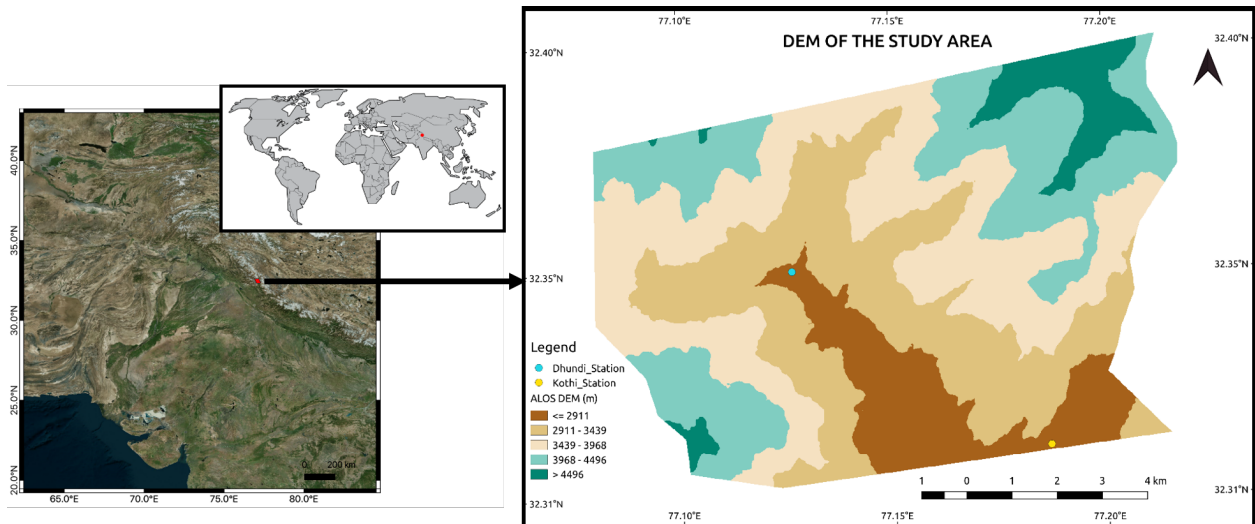 77.10°E 77.15°E 77.20°E
DEM OF THE STUDY AREA
32.40°N 32.40°N
40.0°N
35.0°N
30.0°N
25.0°N
20.0°N
0 200 km
65.0°E 70.0°E 75.0°E 80.0°E
32.35°N 32.35°N
Legend
Dhundi_Station
Kothi_Station
ALOS DEM (m)
<= 2911
2911 - 3439
3439 - 3968
3968 - 4496
> 4496
1 0 1 2 3 4 km
32.31°N 32.31°N
77.10°E 77.15°E 77.20°E